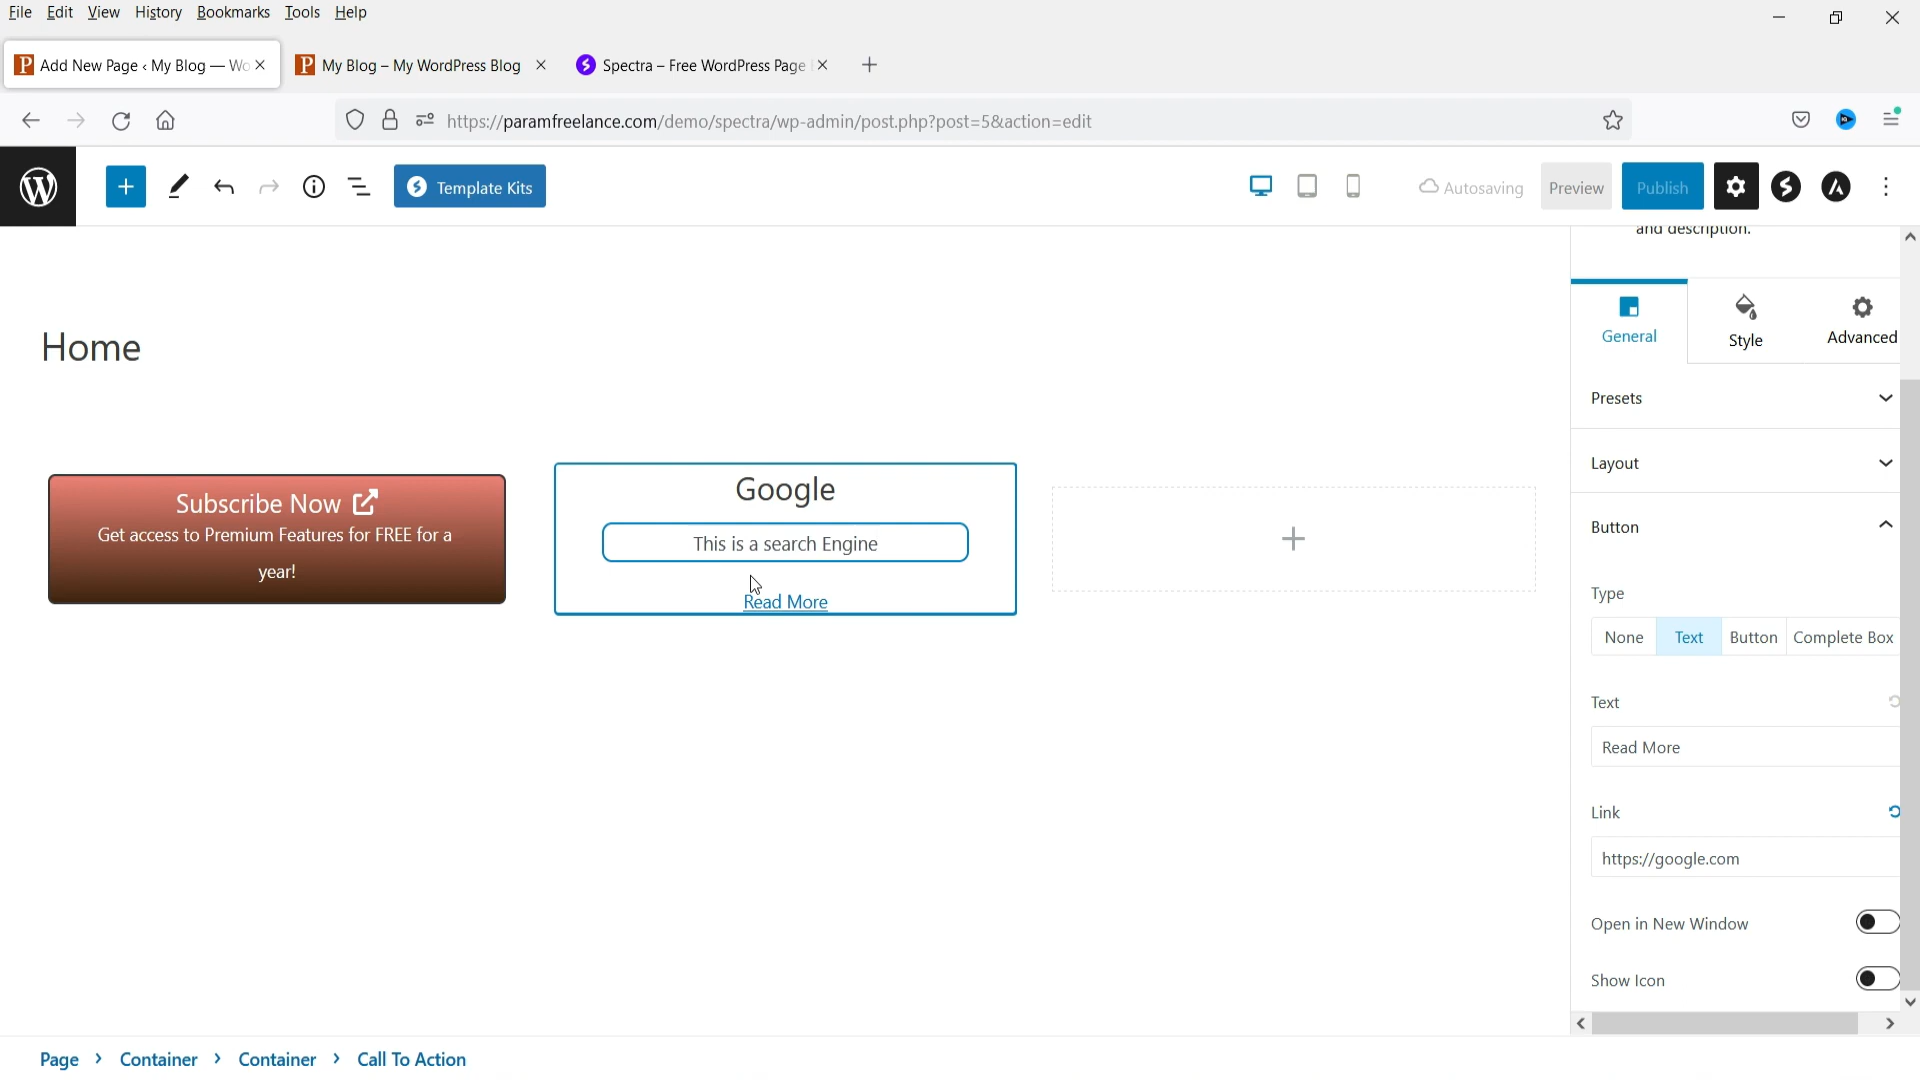 File Edit View History Bookmarks Tools Help
Add New Page ‹ My Blog — Wo
My Blog – My WordPress Blog
Spectra – Free WordPress Page
https://paramfreelance.com/demo/spectra/wp-admin/post.php?post=5&action=edit
Template Kits
Autosaving
Preview
Publish
and description.
General
Style
Advanced
Home
Presets
Layout
Subscribe Now
Get access to Premium Features for FREE for a
year!
Google
This is a search Engine
Read More
Button
Type
None Text Button Complete Box
Text
Read More
Link
https://google.com
Open in New Window
Show Icon
Page › Container › Container › Call To Action